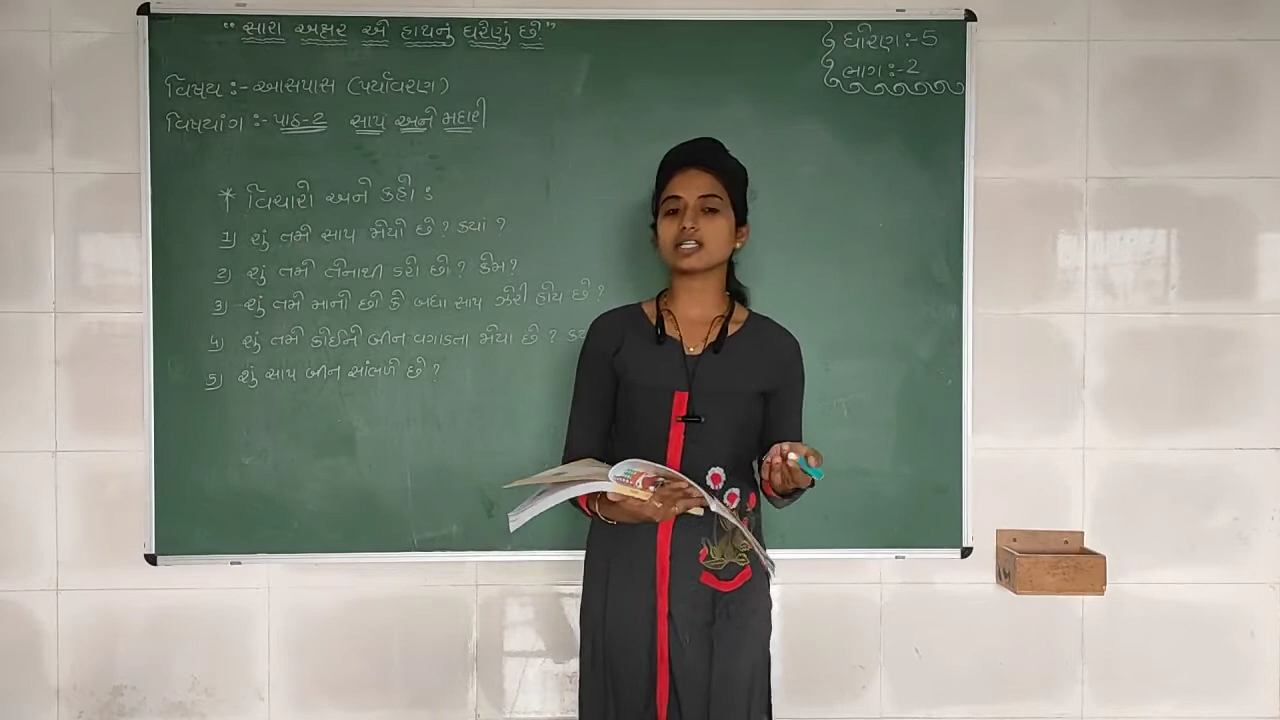 "સારા અક્ષર એ હાથનું ઘરેણું છે."
ધોરણ:-5
ભાગ:-2
વિષય:- આસપાસ (પર્યાવરણ)
વિષયાંગ:- પાઠ-2 સાપ અને મદારી
* વિચારો અને કહો:
1) શું તમે સાપ જોયો છે? ક્યાં?
2) શું તમે તેનાથી ડરો છો? કેમ?
3) શું તમે માનો છો કે બધા સાપ ઝેરી હોય છે?
4) શું તમે કોઈને બીન વગાડતા જોયા છે?
5) શું સાપ બીન સાંભળે છે?